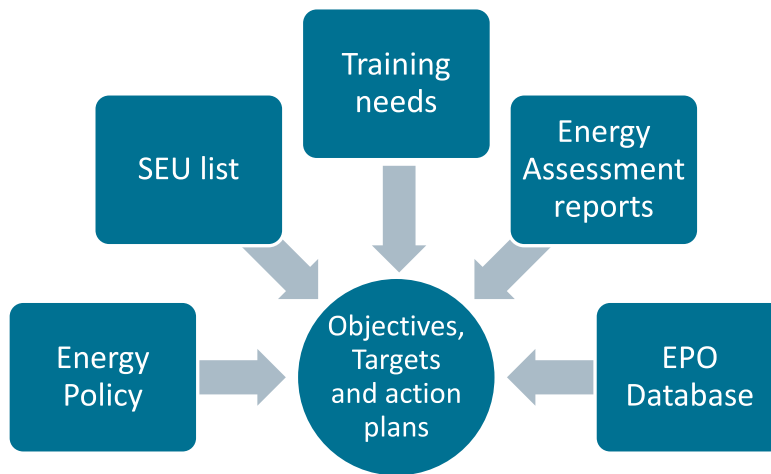 Training
needs
SEU list
Energy
Assessment
reports
Energy
Policy
Objectives,
Targets
and action
plans
EPO
Database